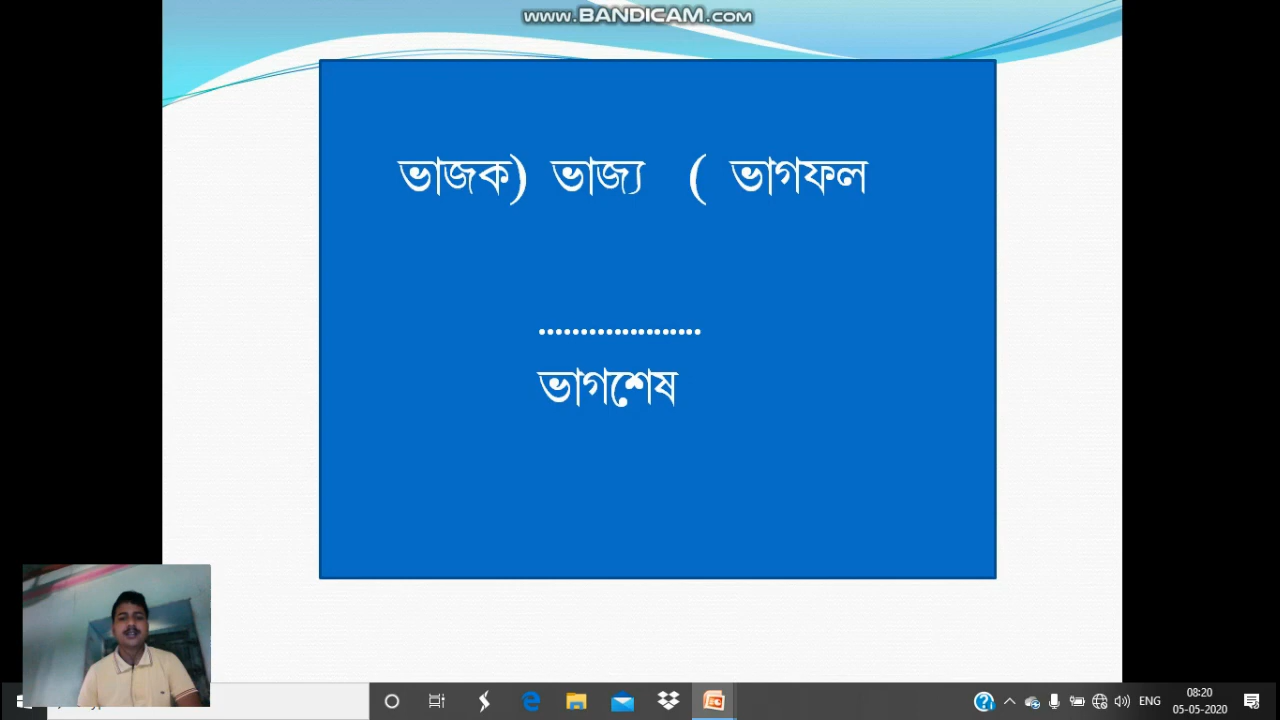 www.BANDICAM.com
ভাজক) ভাজ্য ( ভাগফল
....................
ভাগশেষ
ENG
08:20
05-05-2020